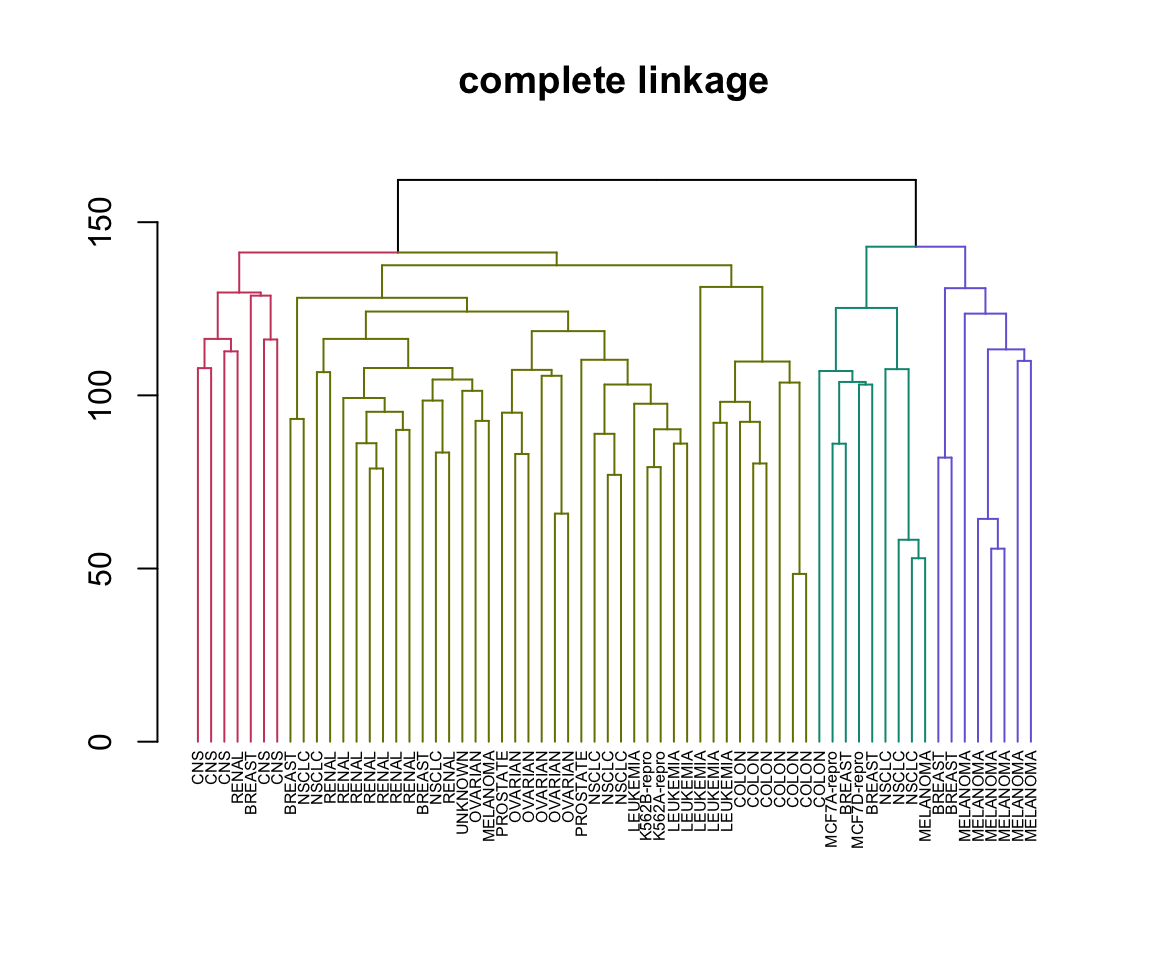 complete linkage
150
100
50
0
CNS
CNS
CNS
RENAL
BREAST
CNS
CNS
BREAST
NSCLC
NSCLC
RENAL
RENAL
RENAL
RENAL
RENAL
RENAL
RENAL
BREAST
NSCLC
RENAL
UNKNOWN
OVARIAN
MELANOMA
PROSTATE
OVARIAN
OVARIAN
OVARIAN
OVARIAN
OVARIAN
PROSTATE
NSCLC
NSCLC
NSCLC
LEUKEMIA
K562B-repro
K562A-repro
LEUKEMIA
LEUKEMIA
LEUKEMIA
LEUKEMIA
LEUKEMIA
COLON
COLON
COLON
COLON
COLON
COLON
COLON
MCF7A-repro
BREAST
MCF7D-repro
BREAST
NSCLC
NSCLC
NSCLC
MELANOMA
BREAST
BREAST
MELANOMA
MELANOMA
MELANOMA
MELANOMA
MELANOMA
MELANOMA